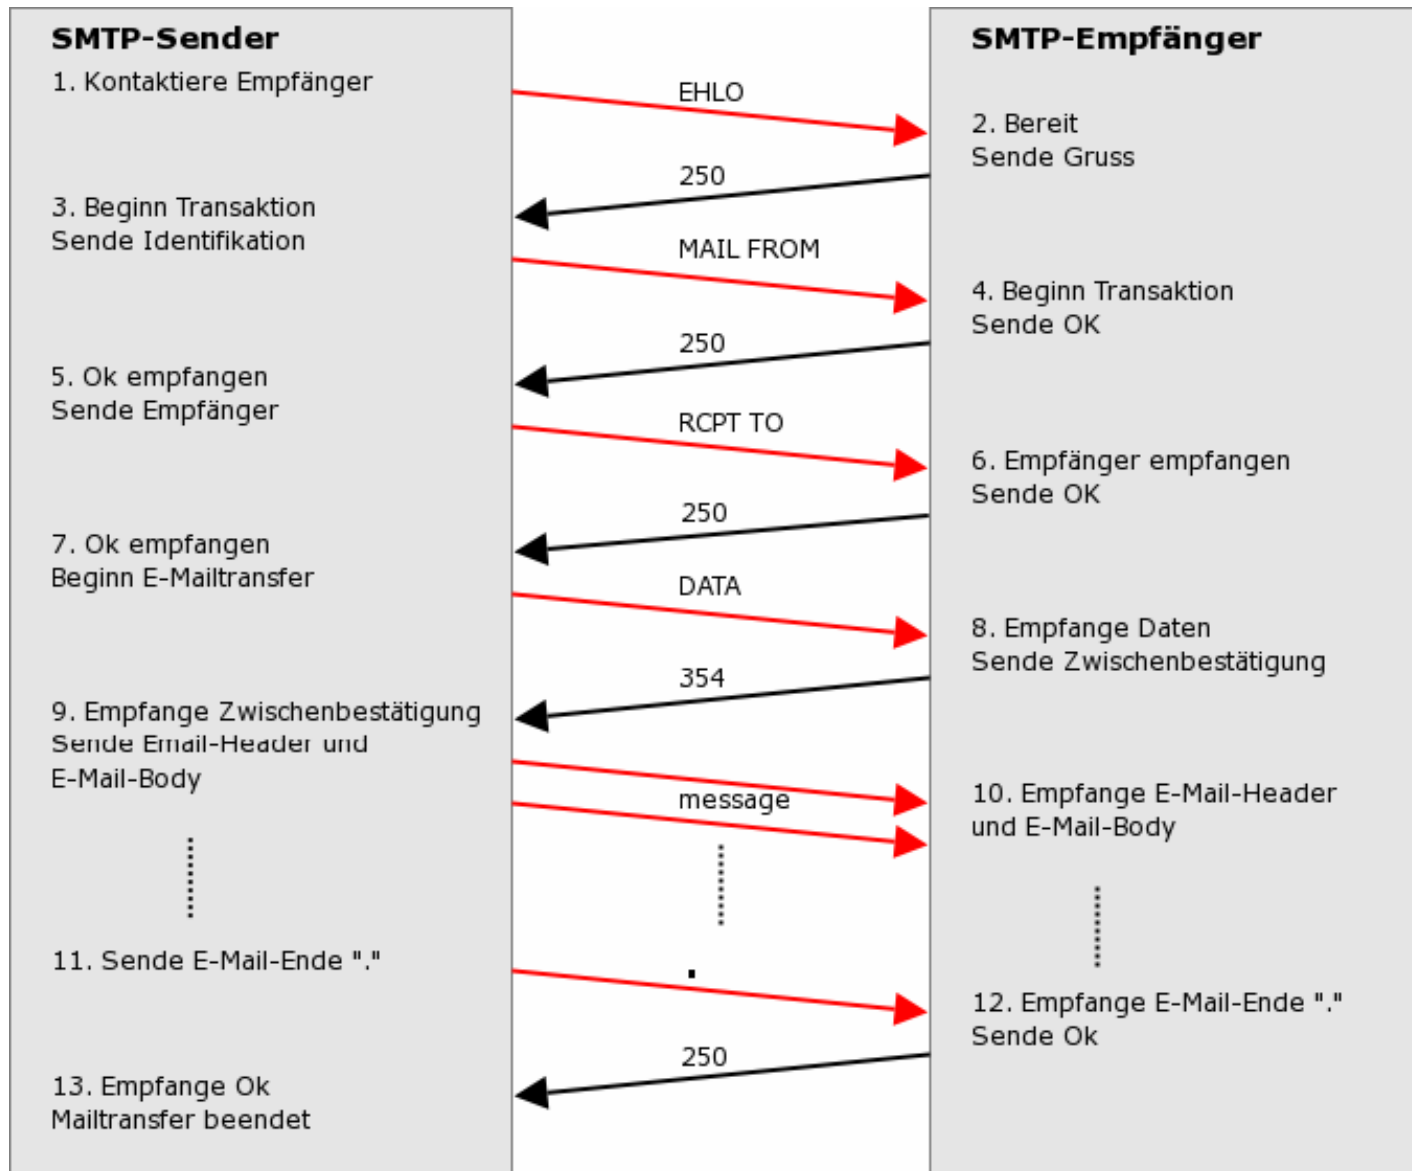 SMTP-Sender
1. Kontaktiere Empfänger
EHLO
SMTP-Empfänger
2. Bereit
Sende Gruss
250
3. Beginn Transaktion
Sende Identifikation
MAIL FROM
4. Beginn Transaktion
Sende OK
250
5. Ok empfangen
Sende Empfänger
RCPT TO
6. Empfänger empfangen
Sende OK
250
7. Ok empfangen
Beginn E-Mailtransfer
DATA
8. Empfange Daten
Sende Zwischenbestätigung
354
9. Empfange Zwischenbestätigung
Sende Email-Header und
E-Mail-Body
message
10. Empfange E-Mail-Header
und E-Mail-Body
11. Sende E-Mail-Ende "."
.
12. Empfange E-Mail-Ende "."
Sende Ok
250
13. Empfange Ok
Mailtransfer beendet